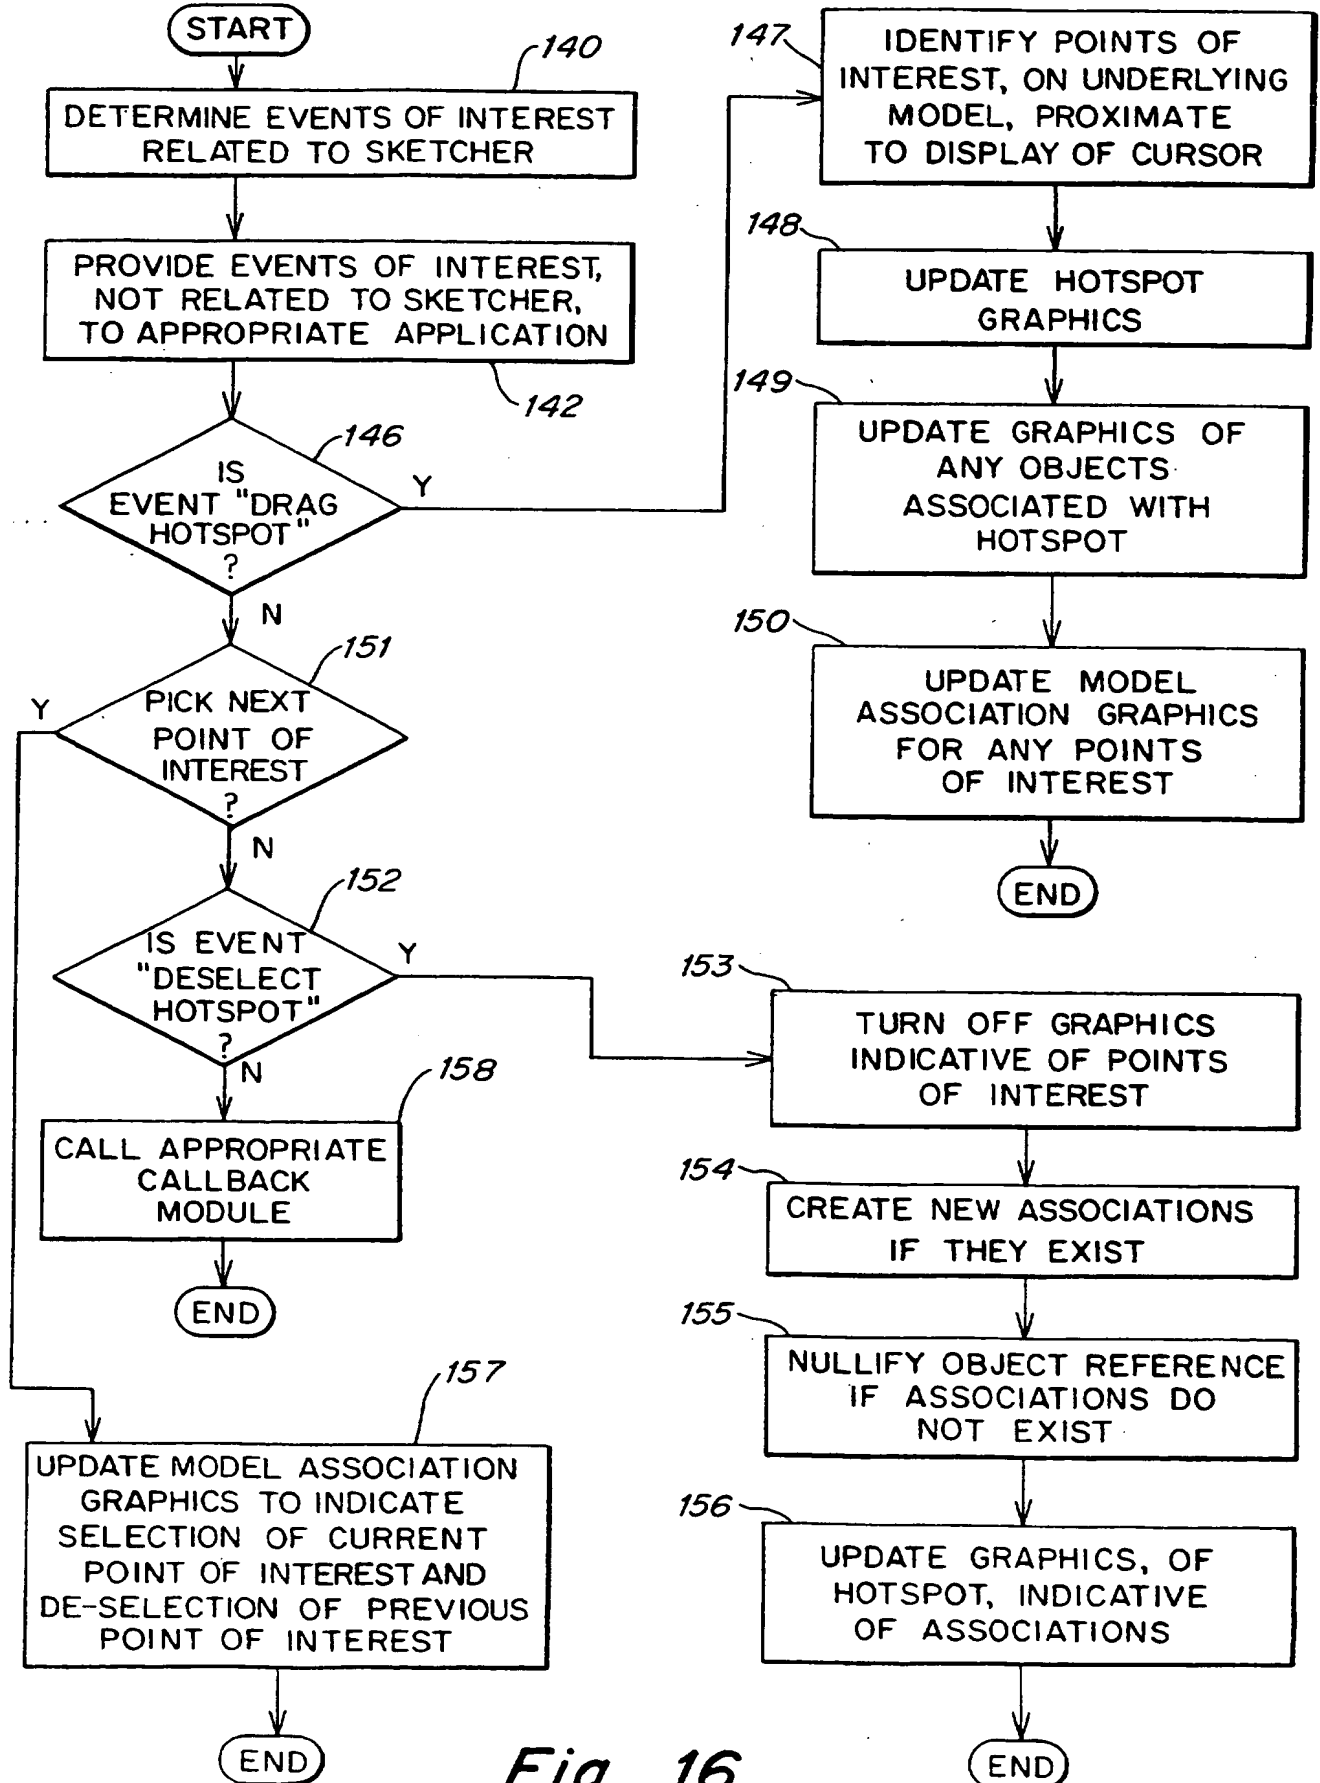 START
140
DETERMINE EVENTS OF INTEREST
RELATED TO SKETCHER
PROVIDE EVENTS OF INTEREST,
NOT RELATED TO SKETCHER,
TO APPROPRIATE APPLICATION
142
146
IS
EVENT "DRAG
HOTSPOT"
?
Y
N
151
PICK NEXT
POINT OF
INTEREST
?
Y
N
152
IS EVENT
"DESELECT
HOTSPOT"
?
Y
N
158
CALL APPROPRIATE
CALLBACK
MODULE
END
157
UPDATE MODEL ASSOCIATION
GRAPHICS TO INDICATE
SELECTION OF CURRENT
POINT OF INTEREST AND
DE-SELECTION OF PREVIOUS
POINT OF INTEREST
END
147
IDENTIFY POINTS OF
INTEREST, ON UNDERLYING
MODEL, PROXIMATE
TO DISPLAY OF CURSOR
148
UPDATE HOTSPOT
GRAPHICS
149
UPDATE GRAPHICS OF
ANY OBJECTS
ASSOCIATED WITH
HOTSPOT
150
UPDATE MODEL
ASSOCIATION GRAPHICS
FOR ANY POINTS
OF INTEREST
END
153
TURN OFF GRAPHICS
INDICATIVE OF POINTS
OF INTEREST
154
CREATE NEW ASSOCIATIONS
IF THEY EXIST
155
NULLIFY OBJECT REFERENCE
IF ASSOCIATIONS DO
NOT EXIST
156
UPDATE GRAPHICS, OF
HOTSPOT, INDICATIVE
OF ASSOCIATIONS
END
Fig. 16